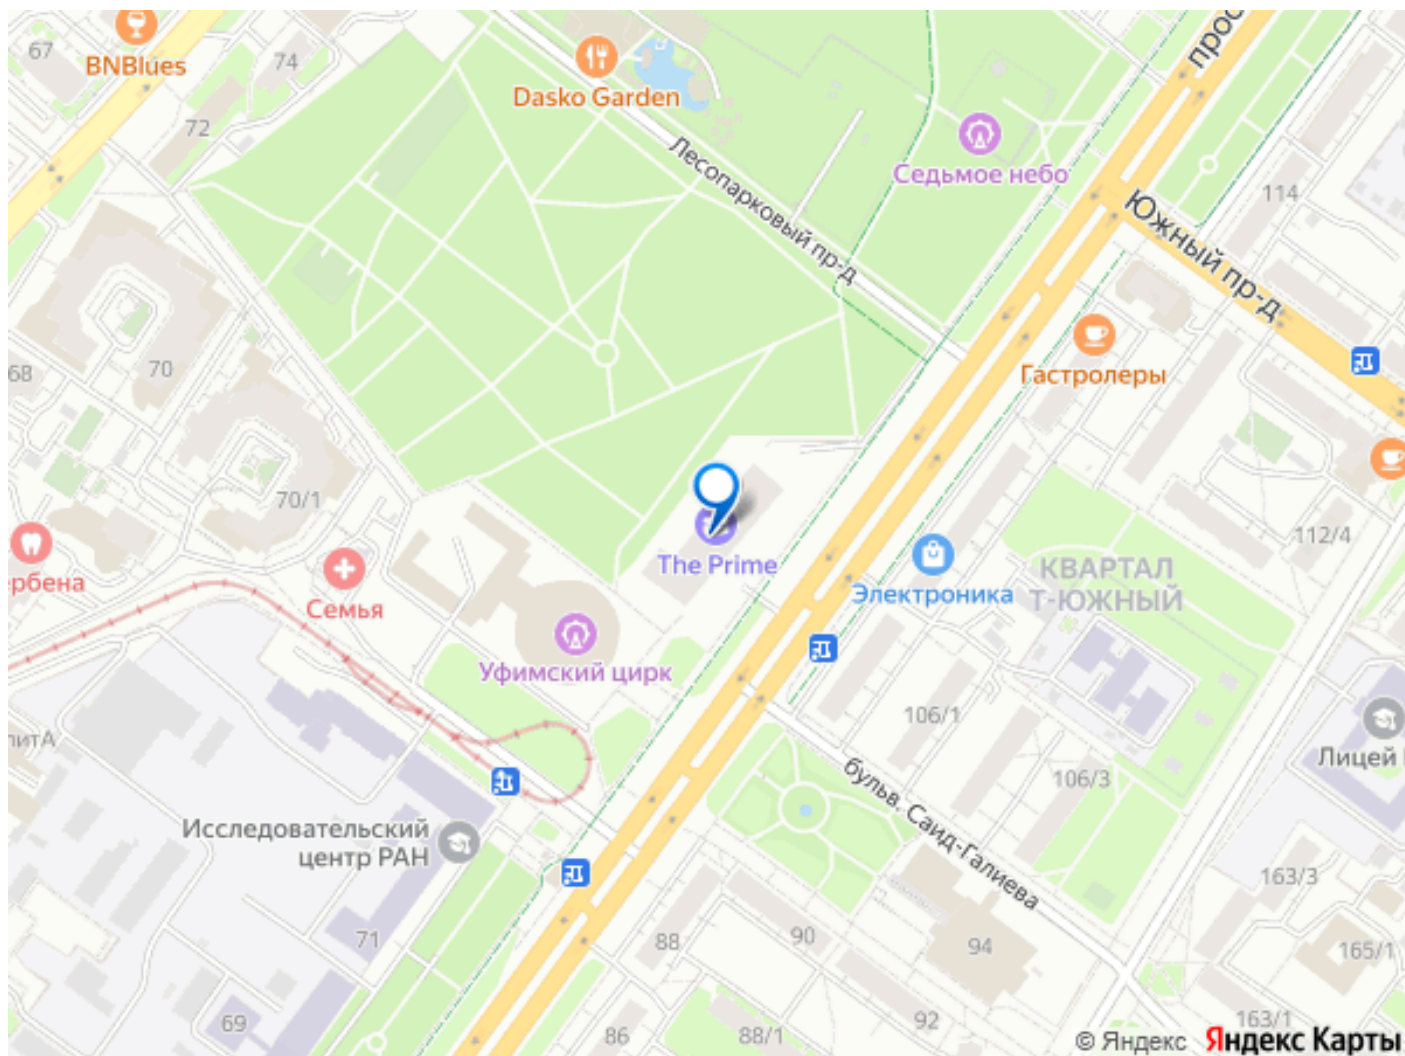 67
BNBlues
74
72
Dasko Garden
Лесопарковый пр-д
Седьмое небо
прос
114
Южный пр-д
Гастролеры
68
70
70/1
The Prime
Электроника
КВАРТАЛ
Т-ЮЖНЫЙ
112/4
ербена
Семья
Уфимский цирк
106/1
106/3
бульв. Саид-Галиева
Лицей
литА
Исследовательский
центр РАН
71
69
88
90
94
163/3
165/1
86
88/1
92
163/1
© Яндекс Яндекс Карты